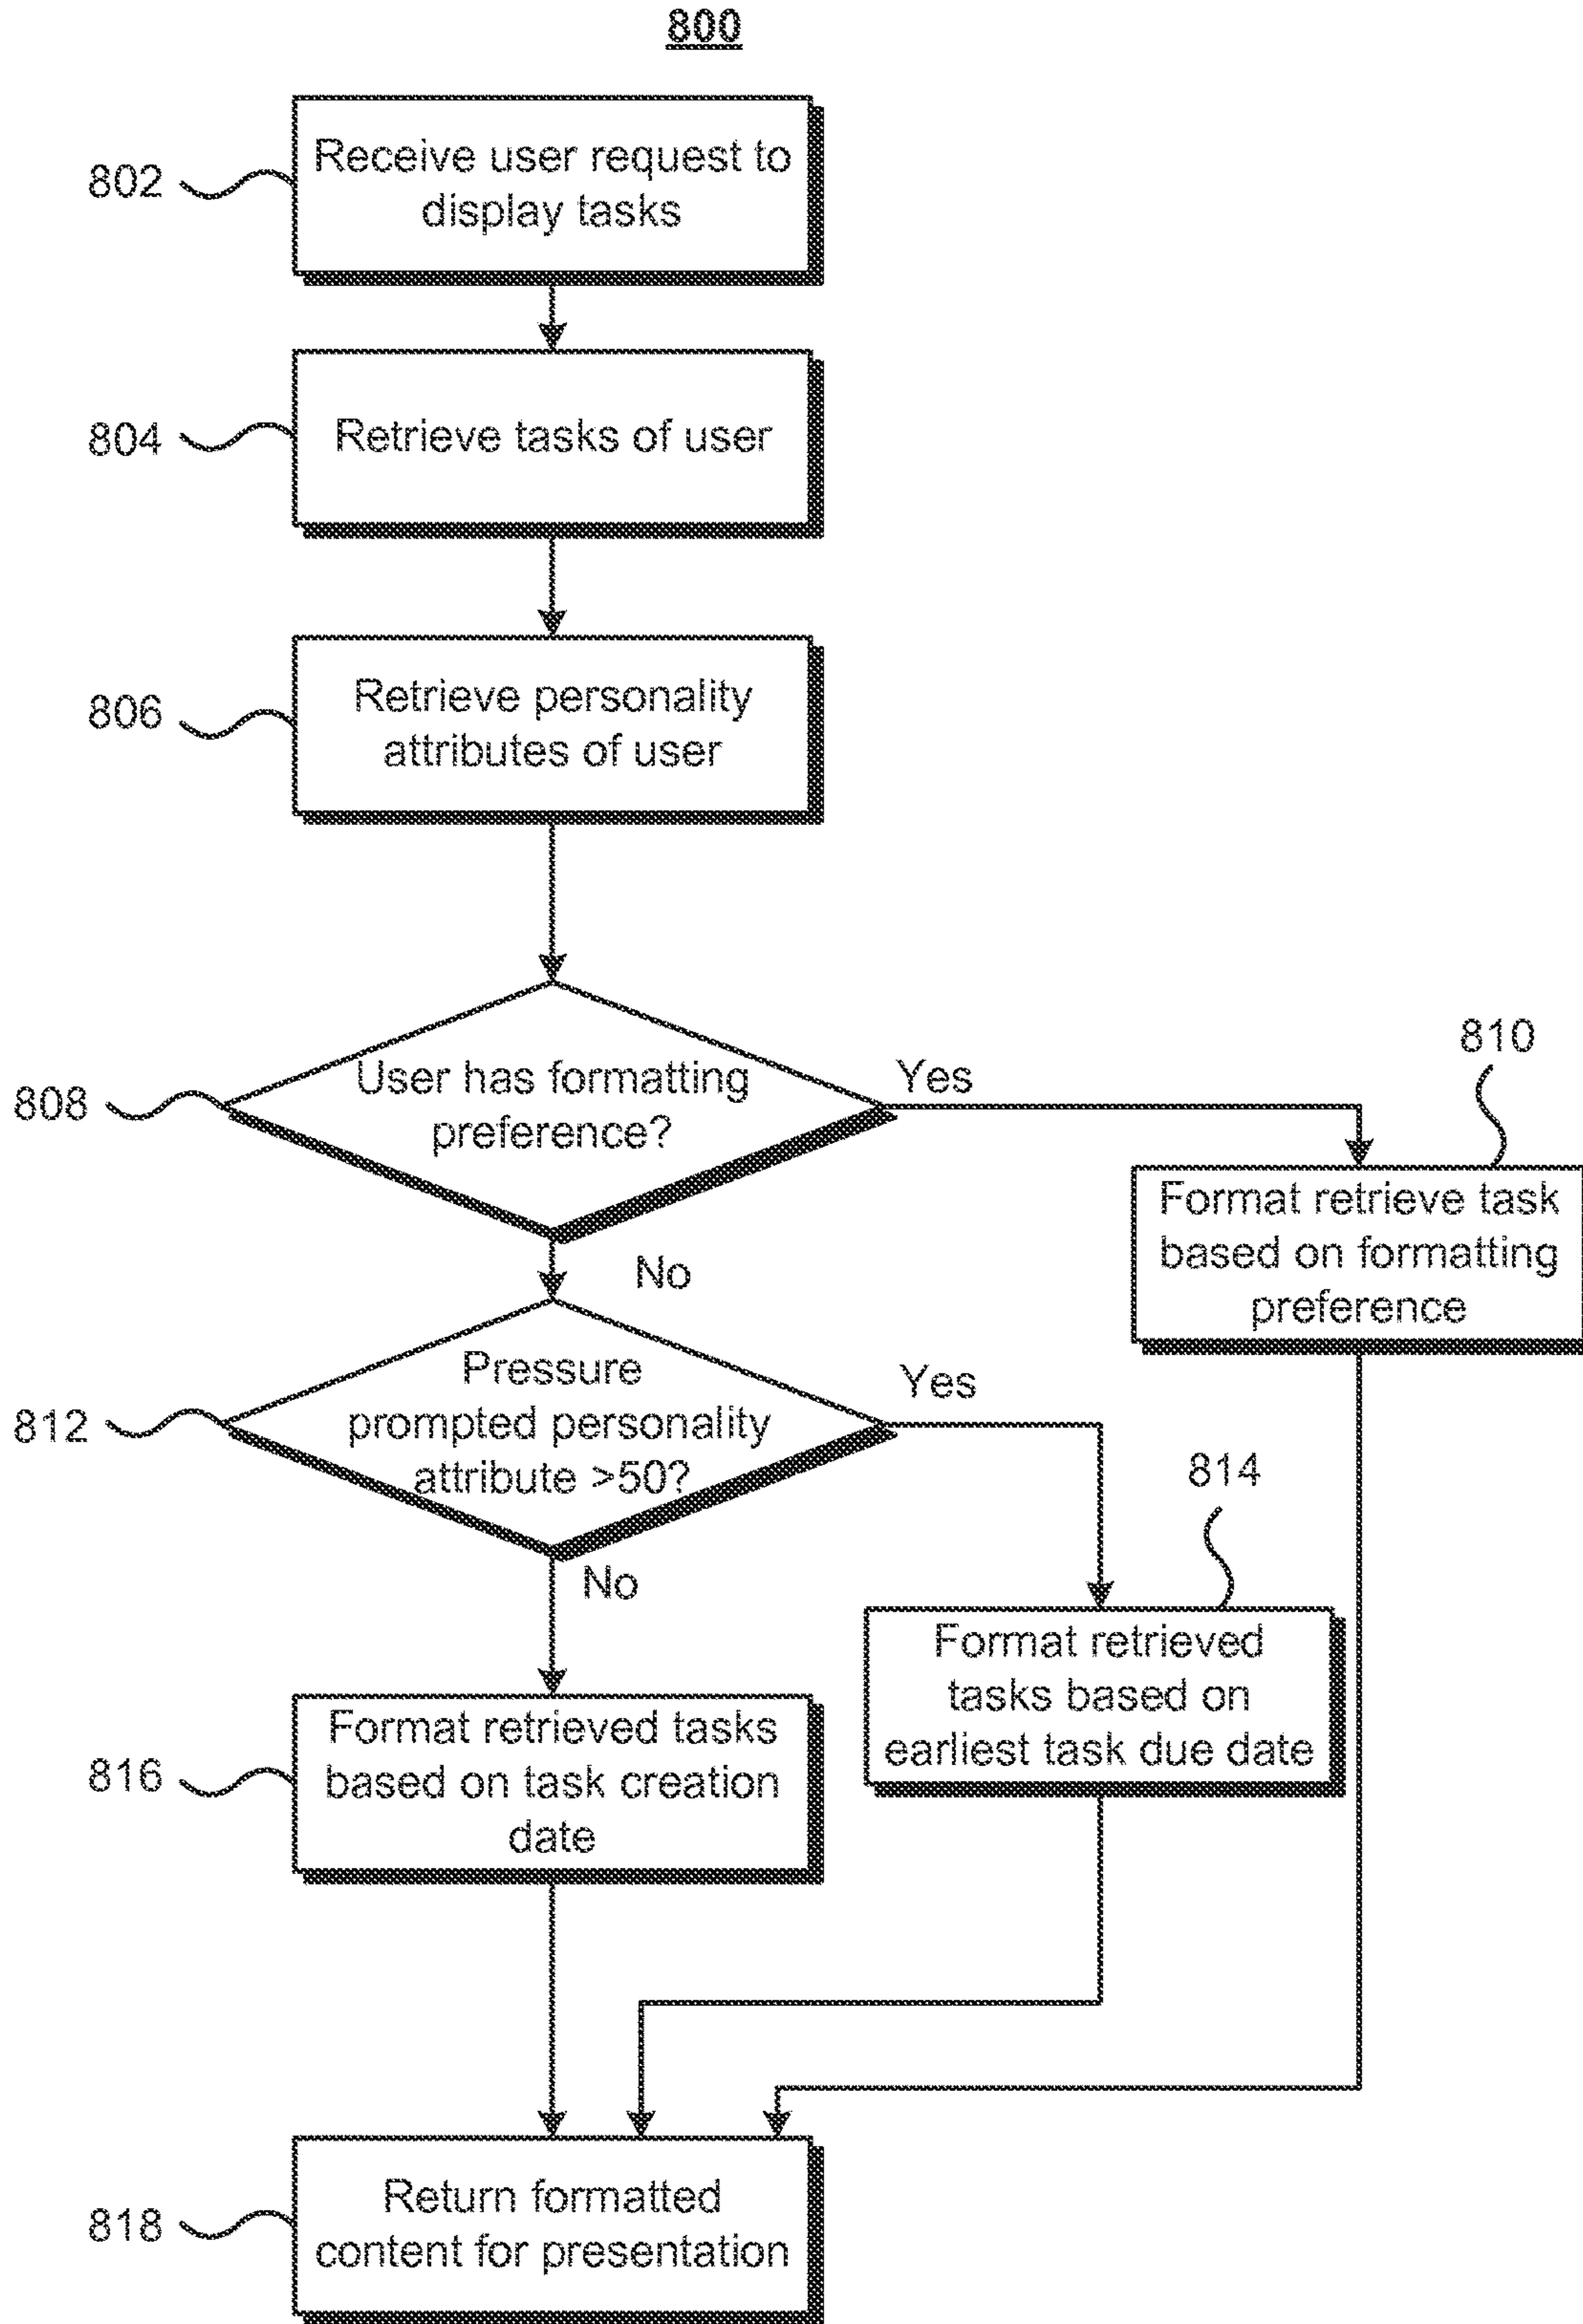 800
802
Receive user request to
display tasks
804
Retrieve tasks of user
806
Retrieve personality
attributes of user
808
User has formatting
preference?
Yes
810
Format retrieve task
based on formatting
preference
No
812
Pressure
prompted personality
attribute >50?
Yes
814
Format retrieved
tasks based on
earliest task due date
No
816
Format retrieved tasks
based on task creation
date
818
Return formatted
content for presentation